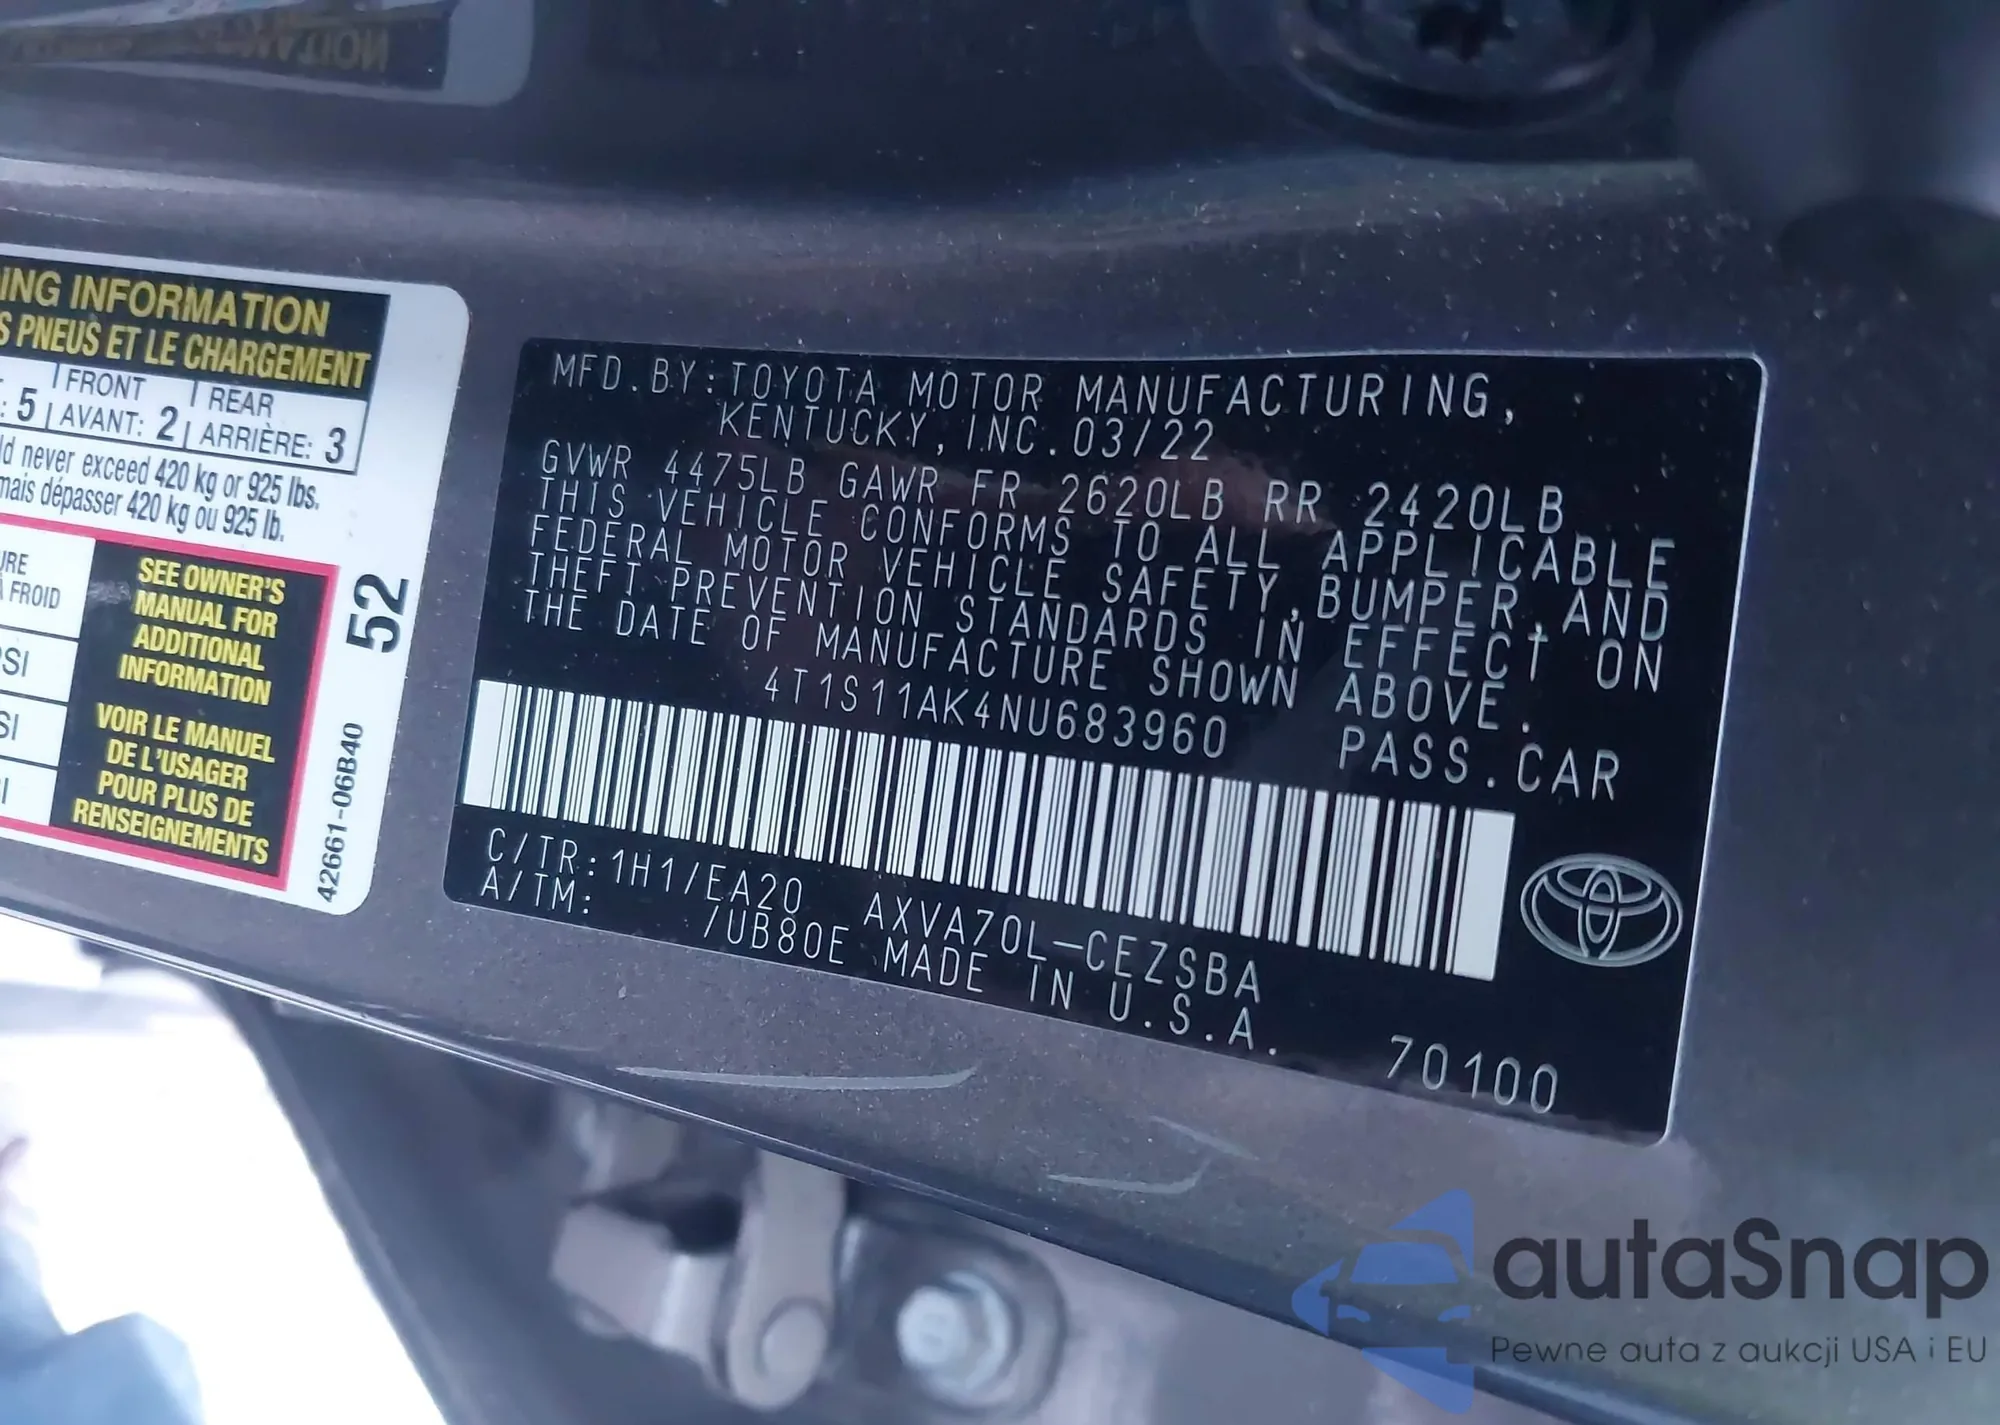 ING INFORMATION
S PNEUS ET LE CHARGEMENT
FRONT REAR
: 5 AVANT: 2 ARRIÈRE: 3
ld never exceed 420 kg or 925 lbs.
mais dépasser 420 kg ou 925 lb.
URE
À FROID
PSI
SI
I
SEE OWNER'S
MANUAL FOR
ADDITIONAL
INFORMATION
VOIR LE MANUEL
DE L'USAGER
POUR PLUS DE
RENSEIGNEMENTS
52
42661-06B40
MFD.BY:TOYOTA MOTOR MANUFACTURING,
KENTUCKY,INC.03/22
GVWR 4475LB GAWR FR 2620LB RR 2420LB
THIS VEHICLE CONFORMS TO ALL APPLICABLE
FEDERAL MOTOR VEHICLE SAFETY,BUMPER,AND
THEFT PREVENTION STANDARDS IN EFFECT ON
THE DATE OF MANUFACTURE SHOWN ABOVE.
4T1S11AK4NU683960 PASS.CAR
C/TR:1H1/EA20 AXVA70L-CEZSBA
A/TM: /UB80E MADE IN U.S.A.
70100
autaSnap
Pewne auta z aukcji USA i EU